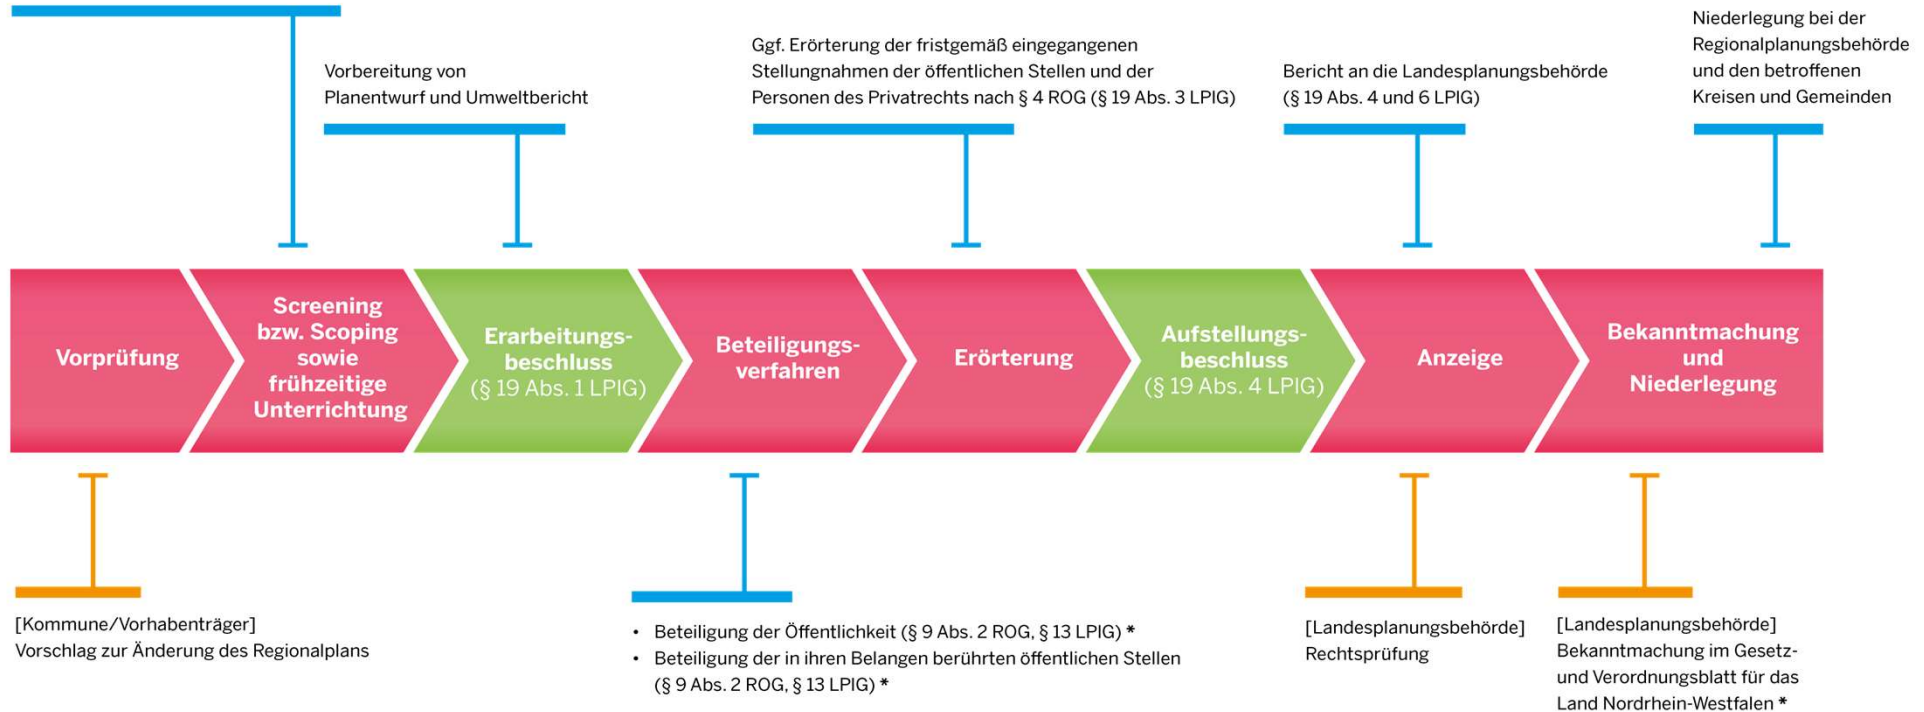 Vorbereitung von
Planentwurf und Umweltbericht
Ggf. Erörterung der fristgemäß eingegangenen
Stellungnahmen der öffentlichen Stellen und der
Personen des Privatrechts nach § 4 ROG (§ 19 Abs. 3 LPlG)
Bericht an die Landesplanungsbehörde
(§ 19 Abs. 4 und 6 LPlG)
Niederlegung bei der
Regionalplanungsbehörde
und den betroffenen
Kreisen und Gemeinden
Vorprüfung
Screening
bzw. Scoping
sowie
frühzeitige
Unterrichtung
Erarbeitungs-
beschluss
(§ 19 Abs. 1 LPlG)
Beteiligungs-
verfahren
Erörterung
Aufstellungs-
beschluss
(§ 19 Abs. 4 LPlG)
Anzeige
Bekanntmachung
und
Niederlegung
[Kommune/Vorhabenträger]
Vorschlag zur Änderung des Regionalplans
• Beteiligung der Öffentlichkeit (§ 9 Abs. 2 ROG, § 13 LPlG) *
• Beteiligung der in ihren Belangen berührten öffentlichen Stellen
(§ 9 Abs. 2 ROG, § 13 LPlG) *
[Landesplanungsbehörde]
Rechtsprüfung
[Landesplanungsbehörde]
Bekanntmachung im Gesetz-
und Verordnungsblatt für das
Land Nordrhein-Westfalen *